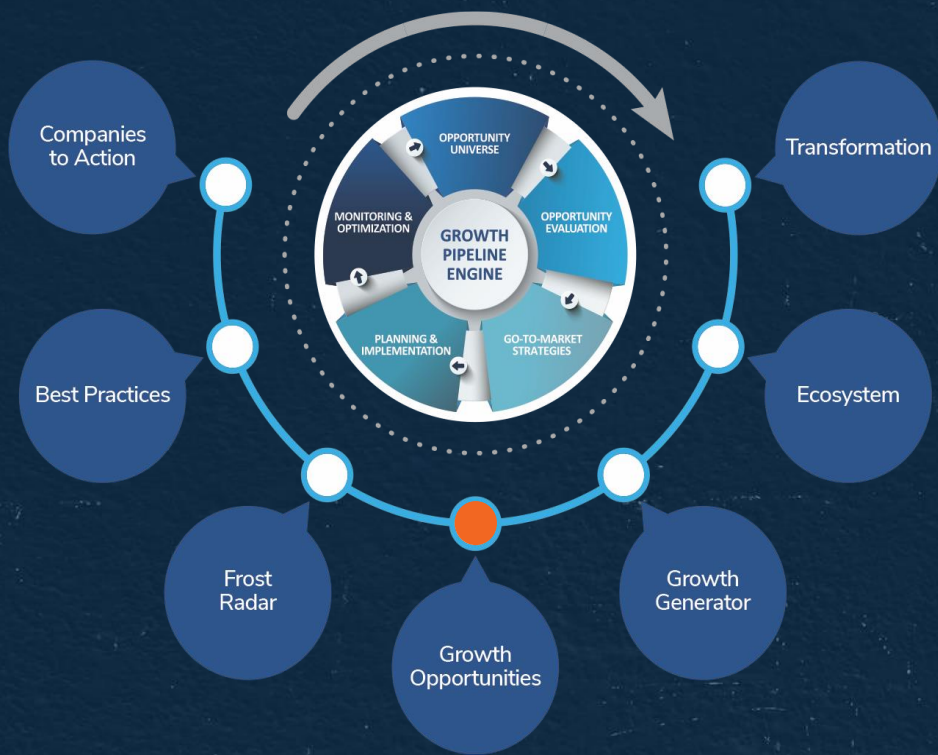 Companies
to Action
Transformation
OPPORTUNITY
UNIVERSE
MONITORING &
OPTIMIZATION
OPPORTUNITY
EVALUATION
GROWTH
PIPELINE
ENGINE
PLANNING &
IMPLEMENTATION
GO-TO-MARKET
STRATEGIES
Best Practices
Ecosystem
Frost
Radar
Growth
Generator
Growth
Opportunities